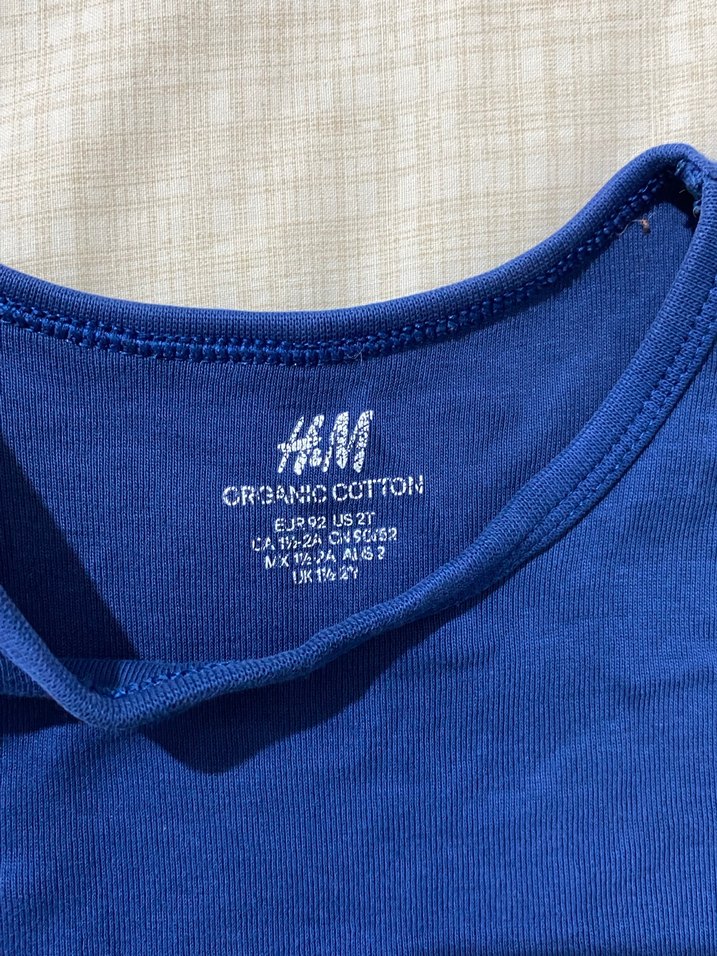 H&M
ORGANIC COTTON
EUR 92 US 2T
CA 1½-2A CN 90/52
MX 1½-2A AUS 2
UK 1½-2Y